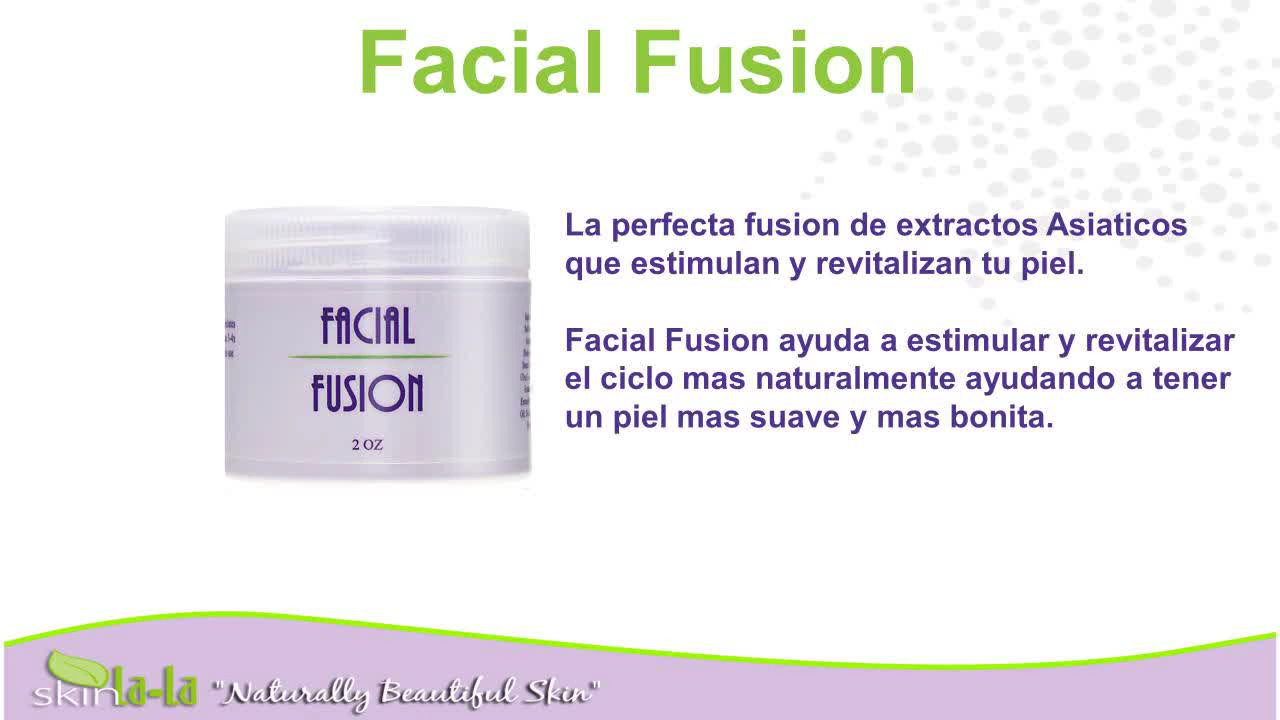 Facial Fusion
La perfecta fusion de extractos Asiaticos
que estimulan y revitalizan tu piel.
Facial Fusion ayuda a estimular y revitalizar
el ciclo mas naturalmente ayudando a tener
un piel mas suave y mas bonita.
FACIAL
FUSION
2 OZ
skin la-la "Naturally Beautiful Skin"